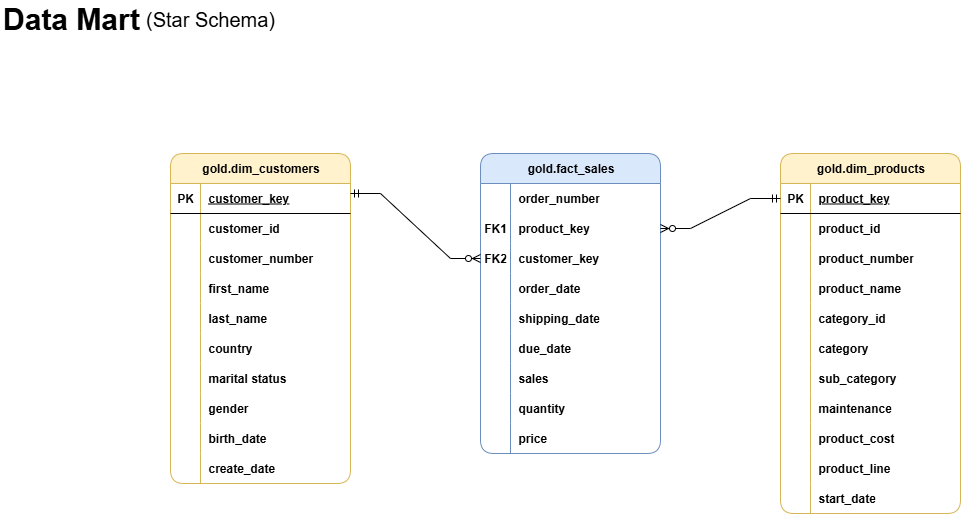 Data Mart (Star Schema)
gold.dim_customers
PK customer_key
customer_id
customer_number
first_name
last_name
country
marital status
gender
birth_date
create_date
gold.fact_sales
order_number
FK1 product_key
FK2 customer_key
order_date
shipping_date
due_date
sales
quantity
price
gold.dim_products
PK product_key
product_id
product_number
product_name
category_id
category
sub_category
maintenance
product_cost
product_line
start_date